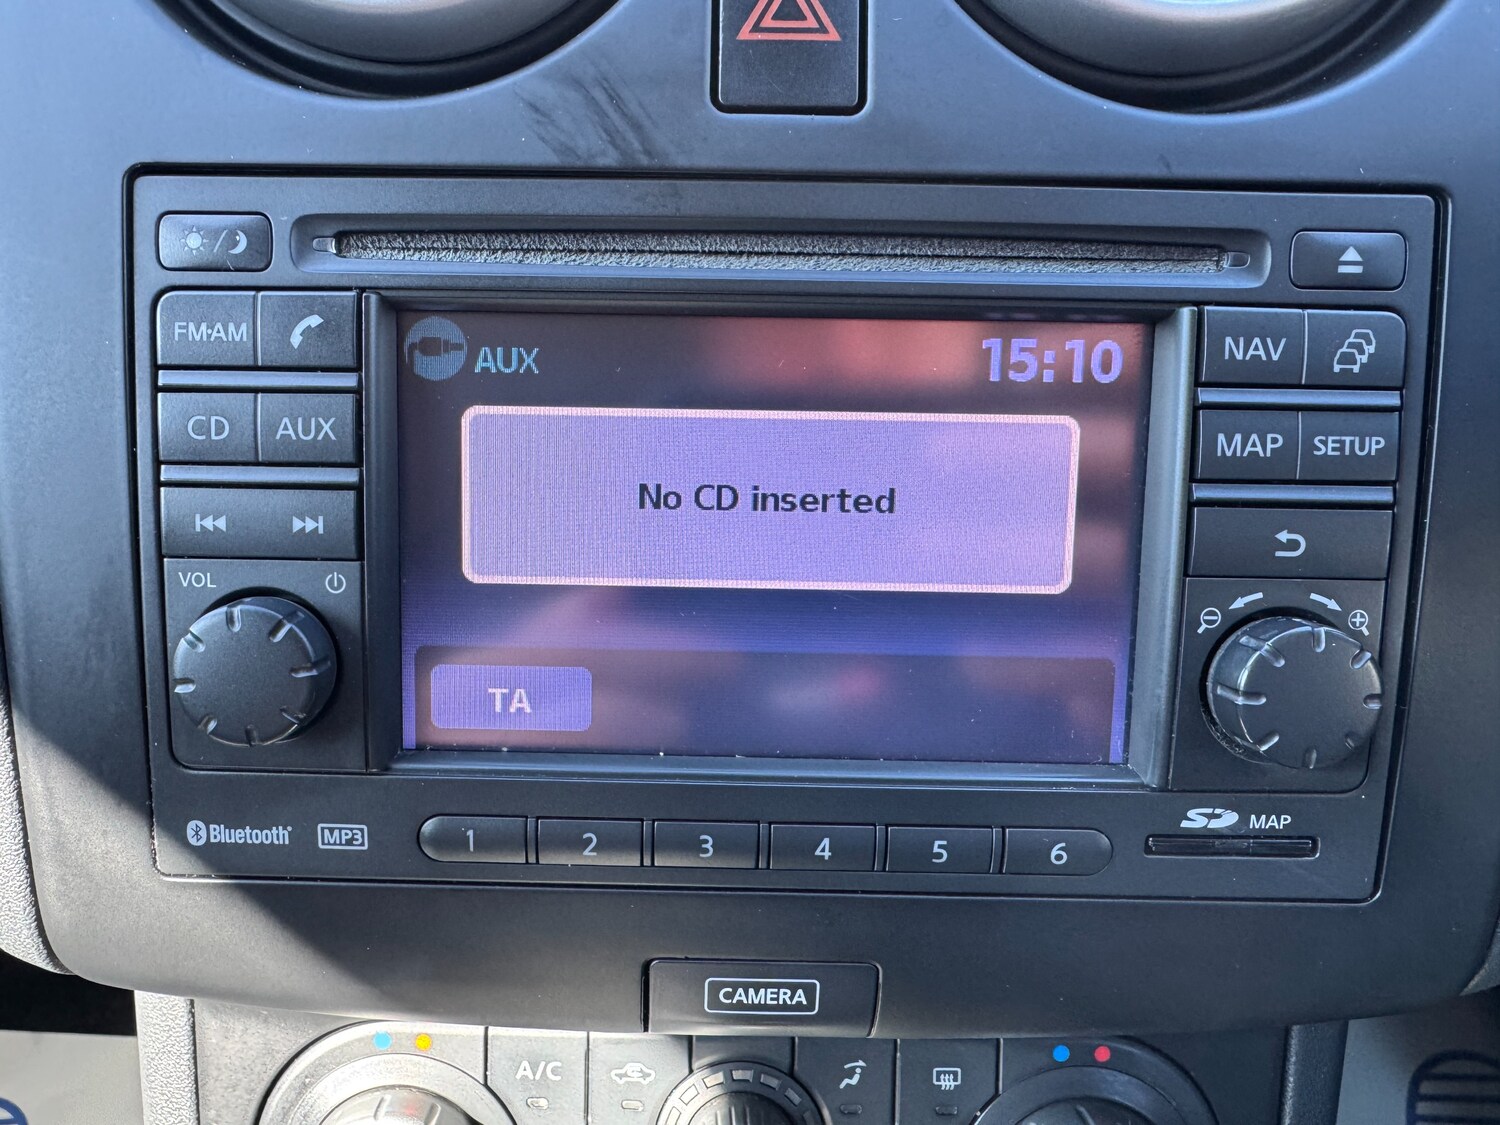 FM·AM
CD
AUX
VOL
AUX
15:10
No CD inserted
TA
NAV
MAP
SETUP
Bluetooth®
MP3
1
2
3
4
5
6
SD MAP
CAMERA
A/C